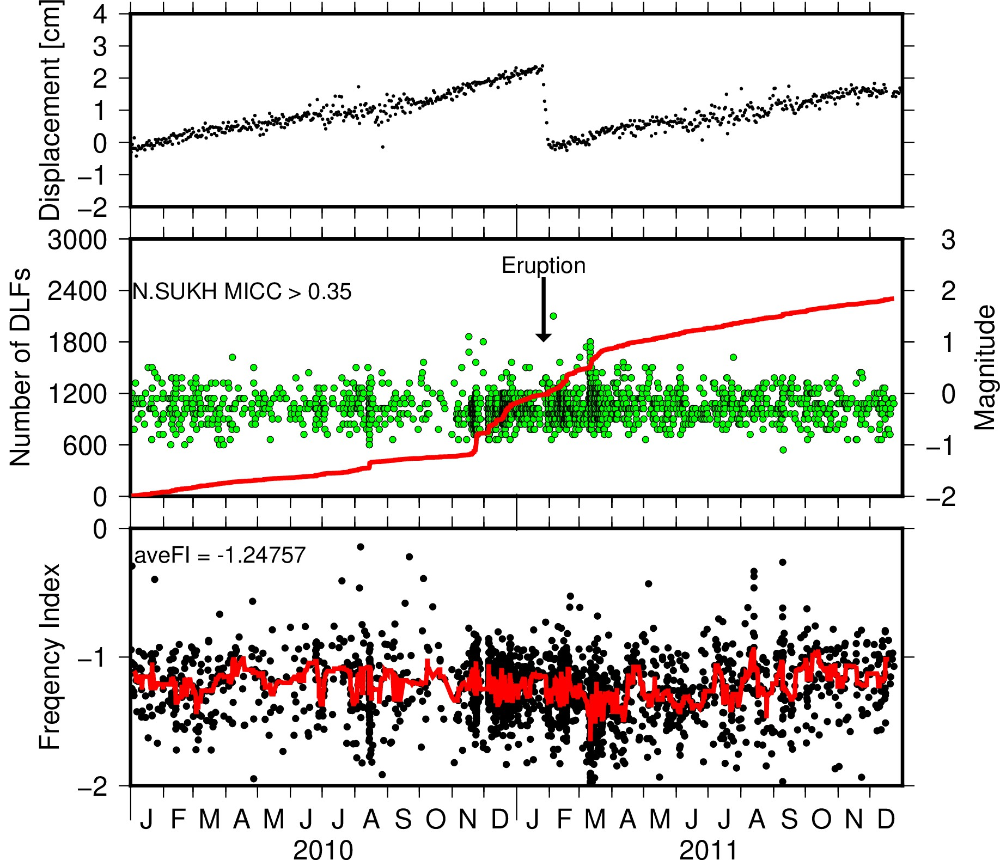 Displacement [cm]
4
3
2
1
0
−1
−2
Number of DLFs
3000
2400
1800
1200
600
0
N.SUKH MICC > 0.35
Eruption
3
2
1
0
−1
−2
Magnitude
Freqency Index
0
−1
−2
aveFI = -1.24757
J F M A M J J A S O N D J F M A M J J A S O N D
2010 2011